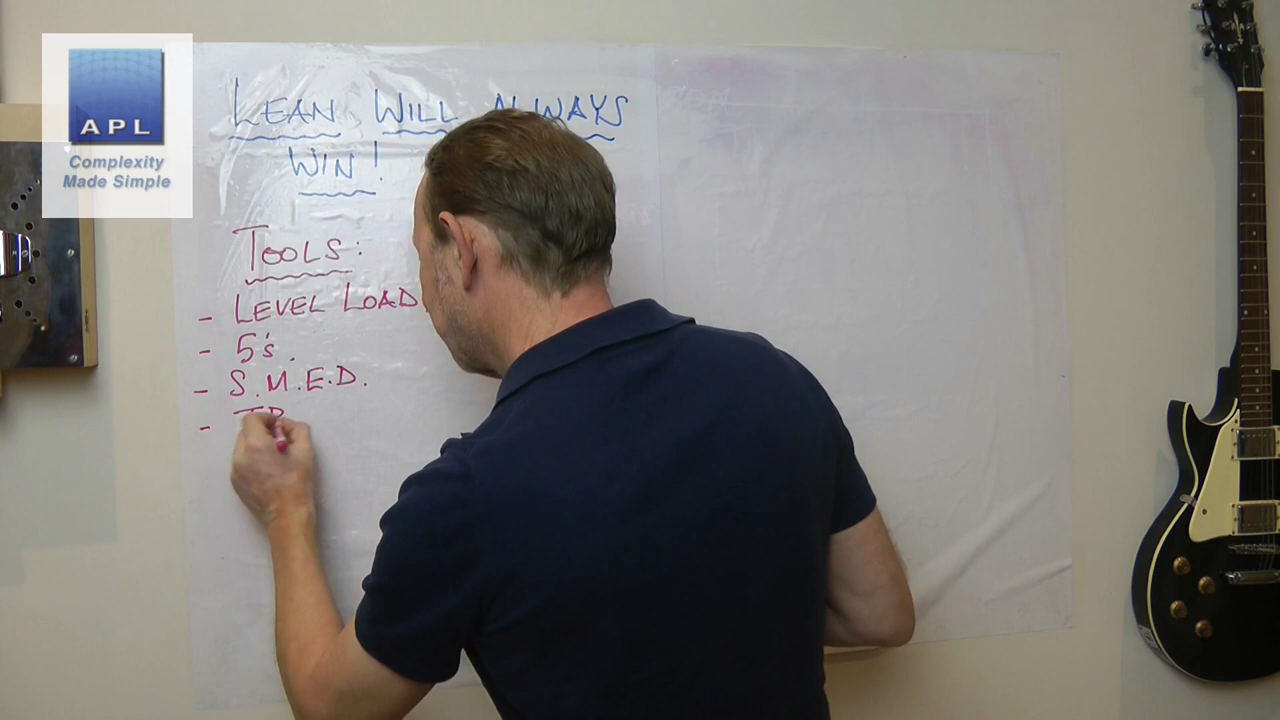 APL
Complexity
Made Simple
LEAN WILL ALWAYS
WIN!
TOOLS:
- LEVEL LOAD
- 5's.
- S.M.E.D.
-